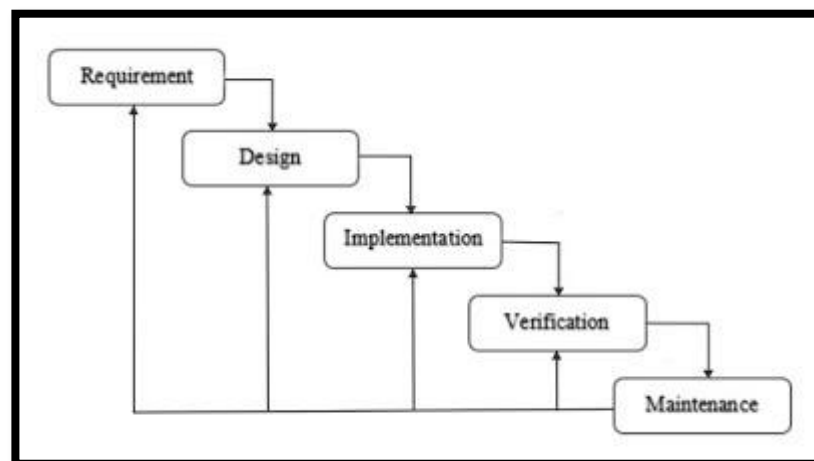 Requirement
Design
Implementation
Verification
Maintenance